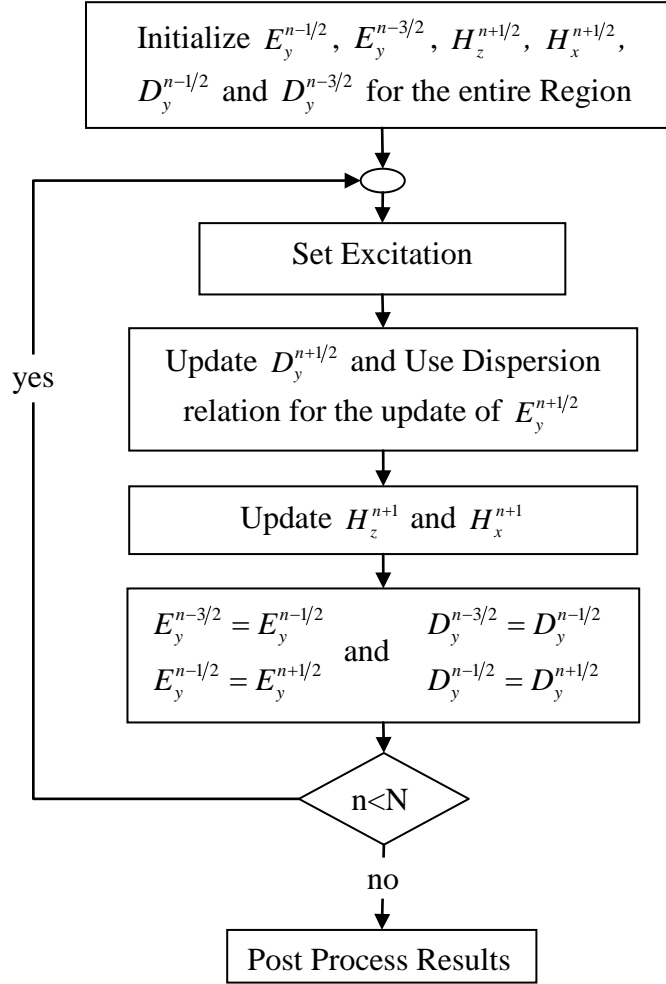 Initialize $E_y^{n-1/2}$, $E_y^{n-3/2}$, $H_z^{n+1/2}$, $H_x^{n+1/2}$,
$D_y^{n-1/2}$ and $D_y^{n-3/2}$ for the entire Region
Set Excitation
Update $D_y^{n+1/2}$ and Use Dispersion
relation for the update of $E_y^{n+1/2}$
yes
Update $H_z^{n+1}$ and $H_x^{n+1}$
$E_y^{n-3/2} = E_y^{n-1/2}$ and $D_y^{n-3/2} = D_y^{n-1/2}$
$E_y^{n-1/2} = E_y^{n+1/2}$ $D_y^{n-1/2} = D_y^{n+1/2}$
n<N
no
Post Process Results